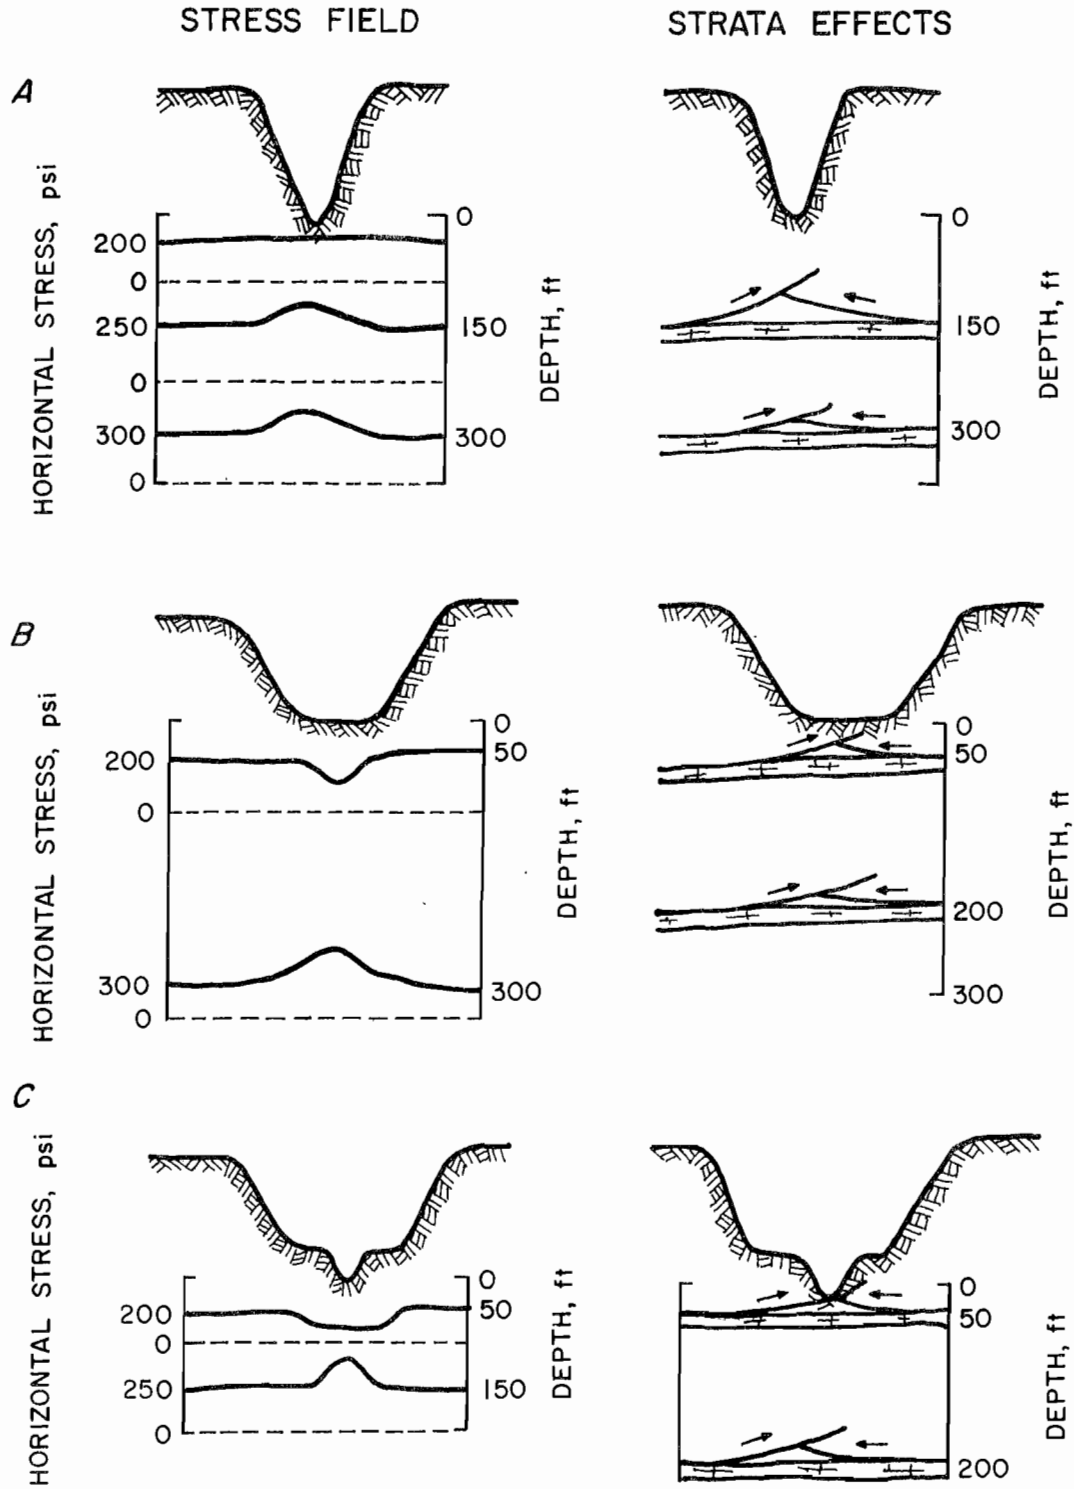 STRESS FIELD
STRATA EFFECTS
A
HORIZONTAL STRESS, psi
200
0
250
0
300
0
0
150
300
DEPTH, ft
0
150
300
DEPTH, ft
B
HORIZONTAL STRESS, psi
200
0
300
0
0
50
300
DEPTH, ft
0
50
200
300
DEPTH, ft
C
HORIZONTAL STRESS, psi
200
0
250
0
0
50
150
DEPTH, ft
0
50
200
DEPTH, ft